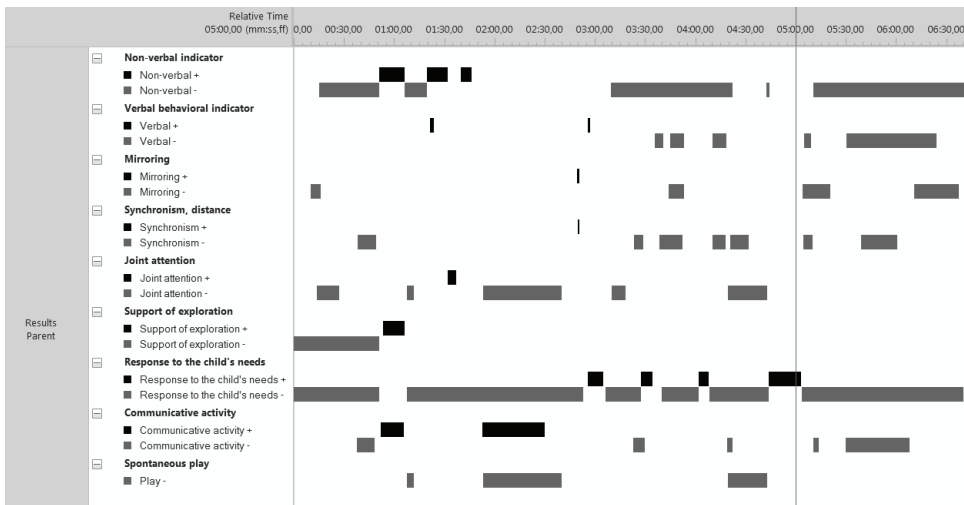 Relative Time
05:00,00 (mm:ss,ff) 0,00 00:30,00 01:00,00 01:30,00 02:00,00 02:30,00 03:00,00 03:30,00 04:00,00 04:30,00 05:00,00 05:30,00 06:00,00 06:30,00
Non-verbal indicator
Non-verbal +
Non-verbal -
Verbal behavioral indicator
Verbal +
Verbal -
Mirroring
Mirroring +
Mirroring -
Synchronism, distance
Synchronism +
Synchronism -
Joint attention
Joint attention +
Joint attention -
Support of exploration
Support of exploration +
Support of exploration -
Results
Parent
Response to the child's needs
Response to the child's needs +
Response to the child's needs -
Communicative activity
Communicative activity +
Communicative activity -
Spontaneous play
Play -